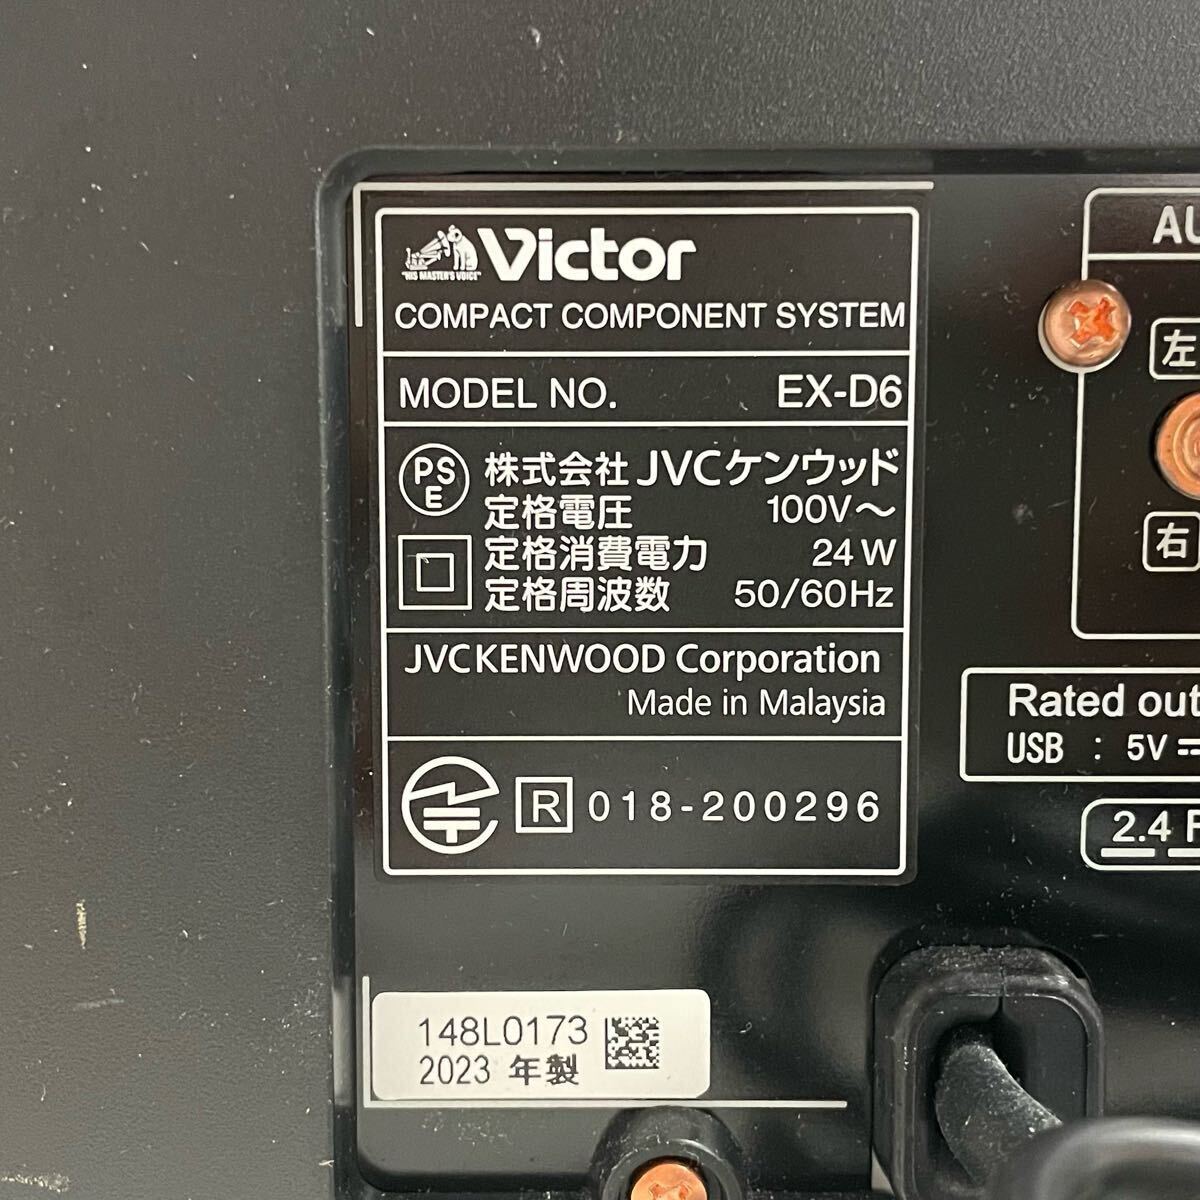 "HIS MASTER'S VOICE"
Victor
COMPACT COMPONENT SYSTEM
MODEL NO. EX-D6
PS E
株式会社 JVCケンウッド
定格電圧 100V～
定格消費電力 24W
定格周波数 50/60Hz
JVCKENWOOD Corporation
Made in Malaysia
R 018-200296
148L0173
2023 年製
AU
左
右
Rated out
USB : 5V
2.4 F